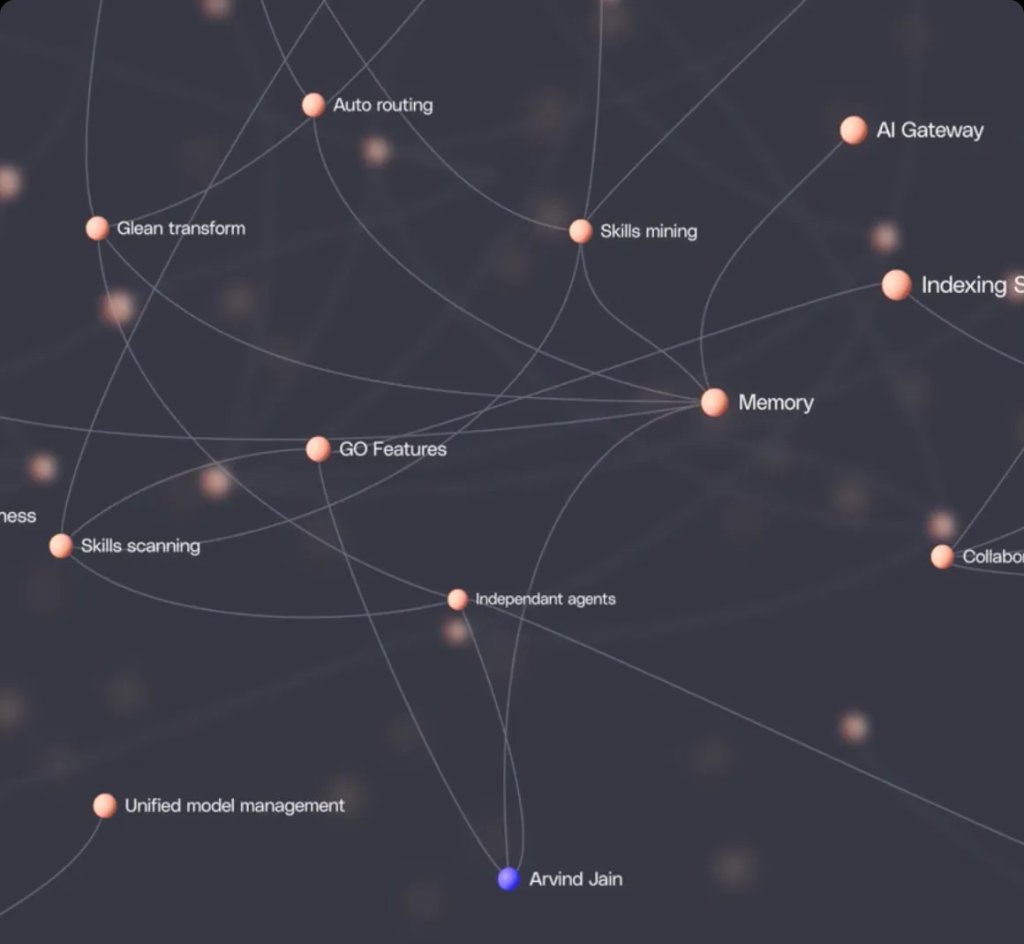 Auto routing
AI Gateway
Glean transform
Skills mining
Indexing S
Memory
GO Features
ness
Skills scanning
Collabor
Independant agents
Unified model management
Arvind Jain